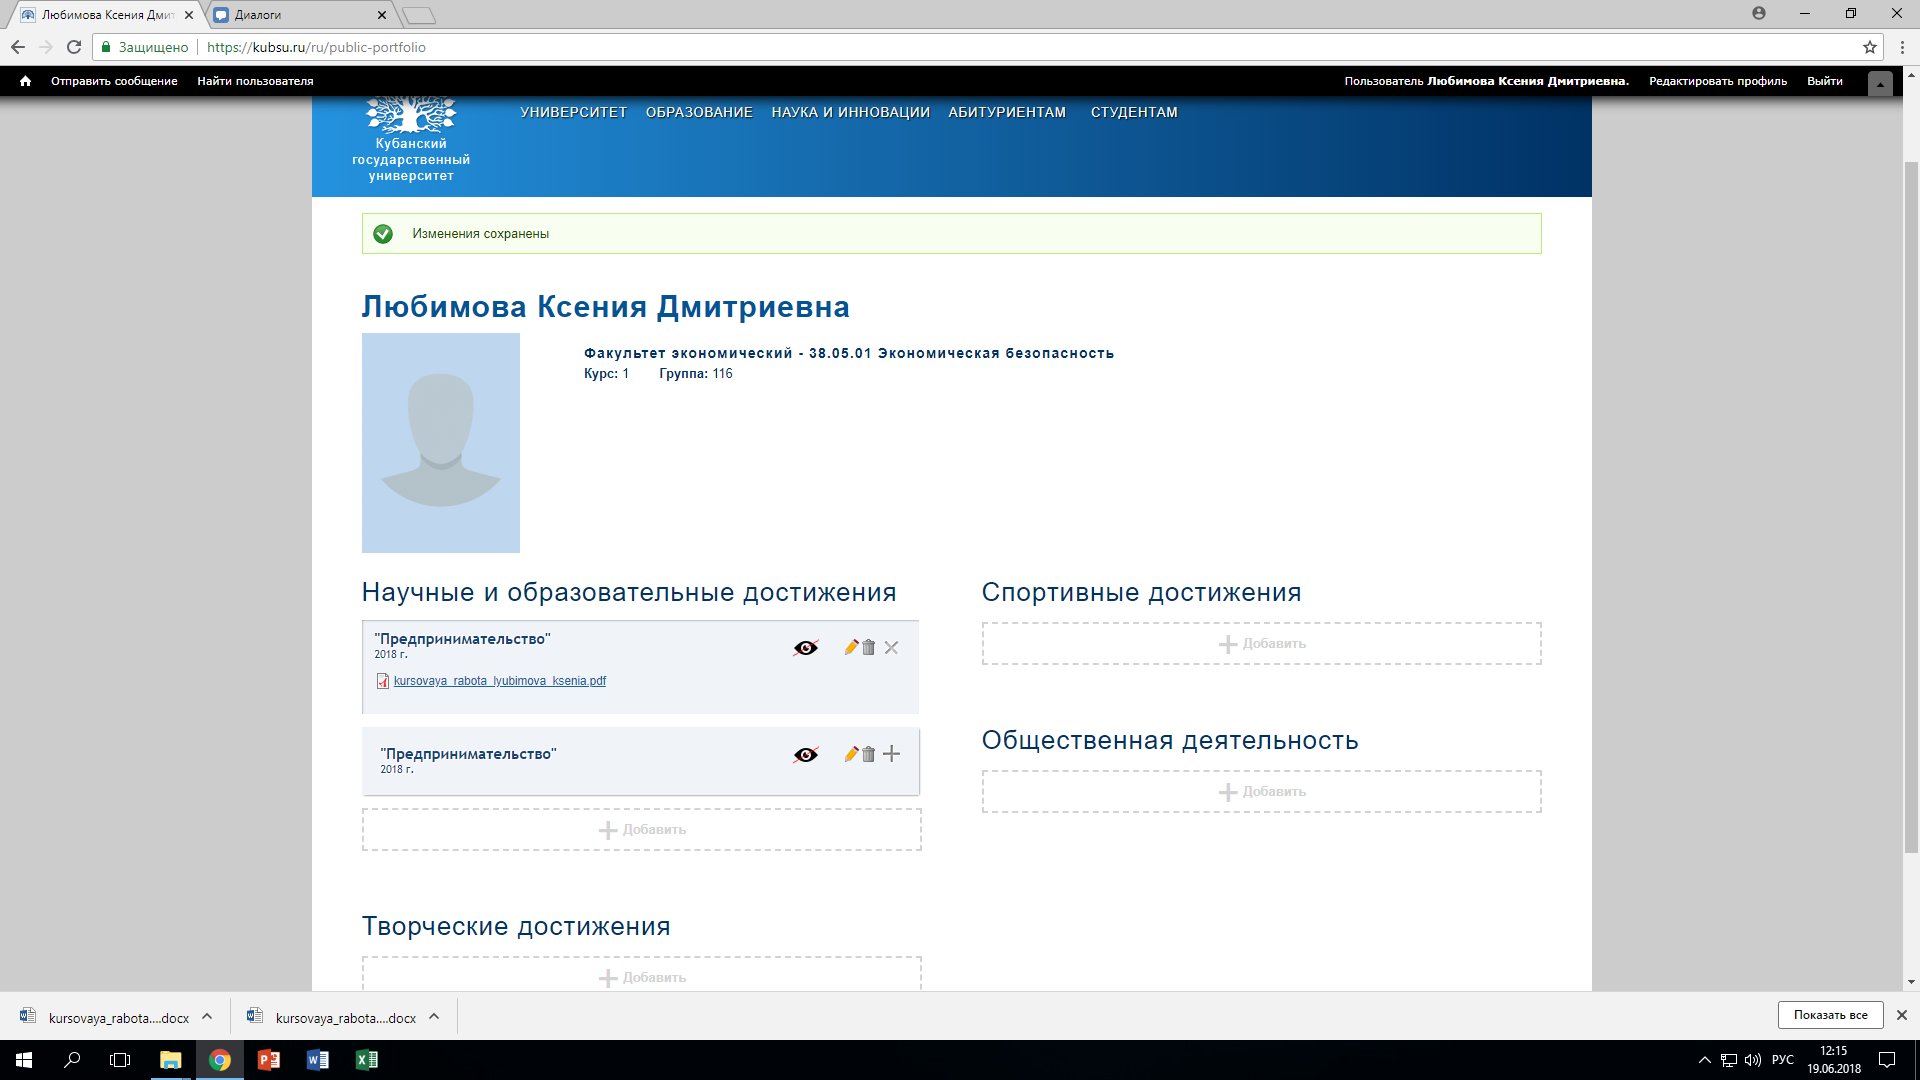 Любимова Ксения Дми
Диалоги
Защищено
https://kubsu.ru/ru/public-portfolio
Отправить сообщение
Найти пользователя
Пользователь Любимова Ксения Дмитриевна.
Редактировать профиль
Выйти
УНИВЕРСИТЕТ
ОБРАЗОВАНИЕ
НАУКА И ИННОВАЦИИ
АБИТУРИЕНТАМ
СТУДЕНТАМ
Кубанский
государственный
университет
Изменения сохранены
Любимова Ксения Дмитриевна
Факультет экономический - 38.05.01 Экономическая безопасность
Курс: 1 Группа: 116
Научные и образовательные достижения
"Предпринимательство"
2018 г.
kursovaya_rabota_lyubimova_ksenia.pdf
"Предпринимательство"
2018 г.
Добавить
Творческие достижения
Добавить
Спортивные достижения
Добавить
Общественная деятельность
Добавить
kursovaya_rabota....docx
kursovaya_rabota....docx
Показать все
РУС
12:15
19.06.2018